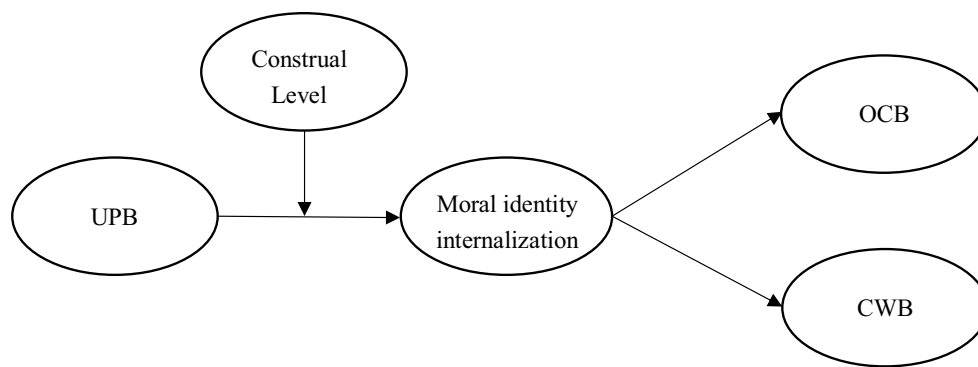 Construal
Level
OCB
UPB
Moral identity
internalization
CWB